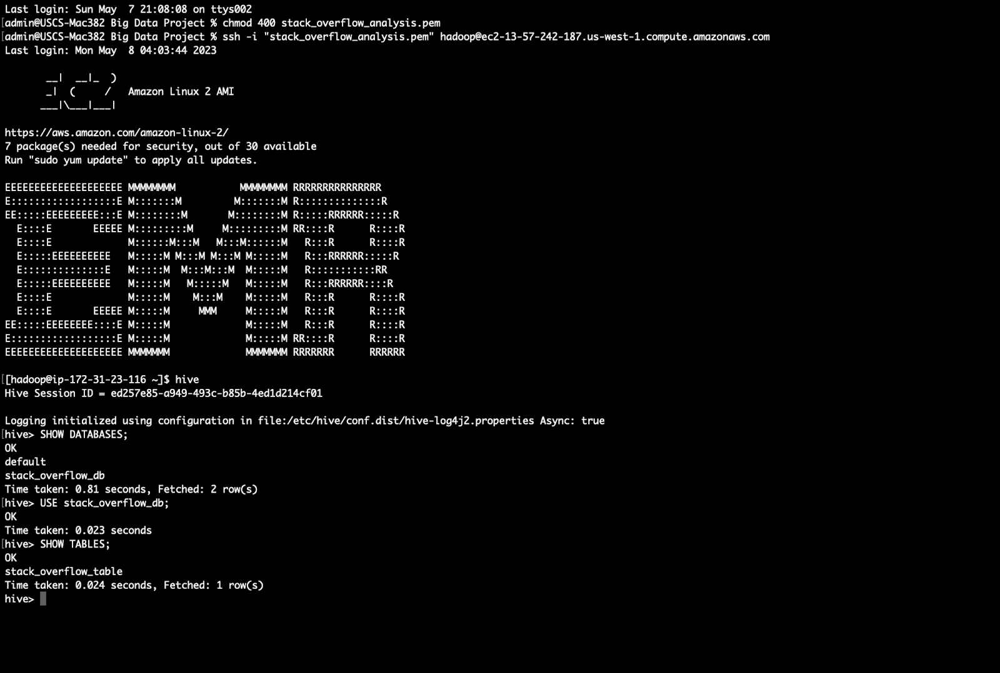 Last login: Sun May  7 21:08:08 on ttys002
[admin@USCS-Mac382 Big Data Project % chmod 400 stack_overflow_analysis.pem
[admin@USCS-Mac382 Big Data Project % ssh -i "stack_overflow_analysis.pem" hadoop@ec2-13-57-242-187.us-west-1.compute.amazonaws.com
Last login: Mon May  8 04:03:44 2023
       __|  __|_  )
       _|  (     /   Amazon Linux 2 AMI
      ___|\___|___|
https://aws.amazon.com/amazon-linux-2/
7 package(s) needed for security, out of 30 available
Run "sudo yum update" to apply all updates.
EEEEEEEEEEEEEEEEEEEE MMMMMMMM           MMMMMMMM RRRRRRRRRRRRRRR
E::::::::::::::::::E M:::::::M         M:::::::M R::::::::::::::R
EE:::::EEEEEEEEE:::E M::::::::M       M::::::::M R:::::RRRRRR:::::R
  E::::E       EEEEE M:::::::::M     M:::::::::M RR::::R      R::::R
  E::::E             M::::::M:::M   M:::M::::::M   R:::R      R::::R
  E:::::EEEEEEEEEE   M:::::M M:::M M:::M M:::::M   R:::RRRRRR:::::R
  E::::::::::::::E   M:::::M  M:::M:::M  M:::::M   R:::::::::::RR
  E:::::EEEEEEEEEE   M:::::M   M:::::M   M:::::M   R:::RRRRRR::::R
  E::::E             M:::::M    M:::M    M:::::M   R:::R      R::::R
  E::::E       EEEEE M:::::M     MMM     M:::::M   R:::R      R::::R
EE:::::EEEEEEEE::::E M:::::M             M:::::M   R:::R      R::::R
E::::::::::::::::::E M:::::M             M:::::M RR::::R      R::::R
EEEEEEEEEEEEEEEEEEEE MMMMMMM             MMMMMMM RRRRRRR      RRRRRR
[[hadoop@ip-172-31-23-116 ~]$ hive
Hive Session ID = ed257e85-a949-493c-b85b-4ed1d214cf01
Logging initialized using configuration in file:/etc/hive/conf.dist/hive-log4j2.properties Async: true
[hive> SHOW DATABASES;
OK
default
stack_overflow_db
Time taken: 0.81 seconds, Fetched: 2 row(s)
[hive> USE stack_overflow_db;
OK
Time taken: 0.023 seconds
[hive> SHOW TABLES;
OK
stack_overflow_table
Time taken: 0.024 seconds, Fetched: 1 row(s)
hive>